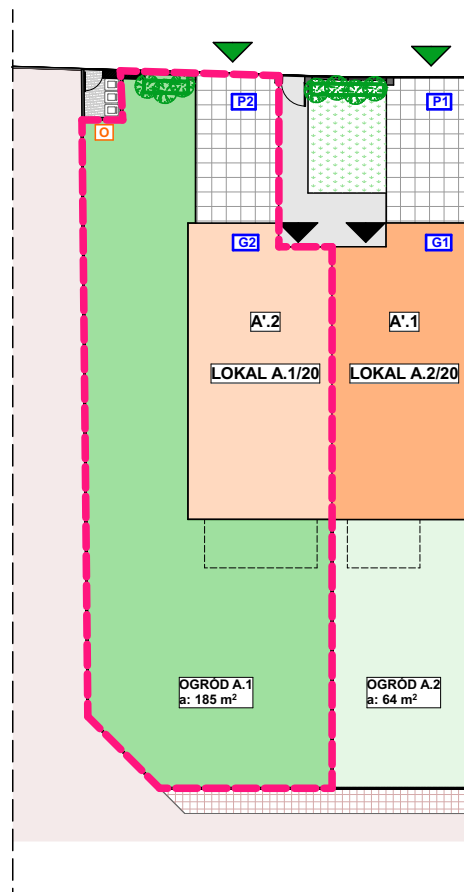 P2
P1
O
G2
G1
A'.2
A'.1
LOKAL A.1/20
LOKAL A.2/20
OGRÓD A.1
a: 185 m²
OGRÓD A.2
a: 64 m²